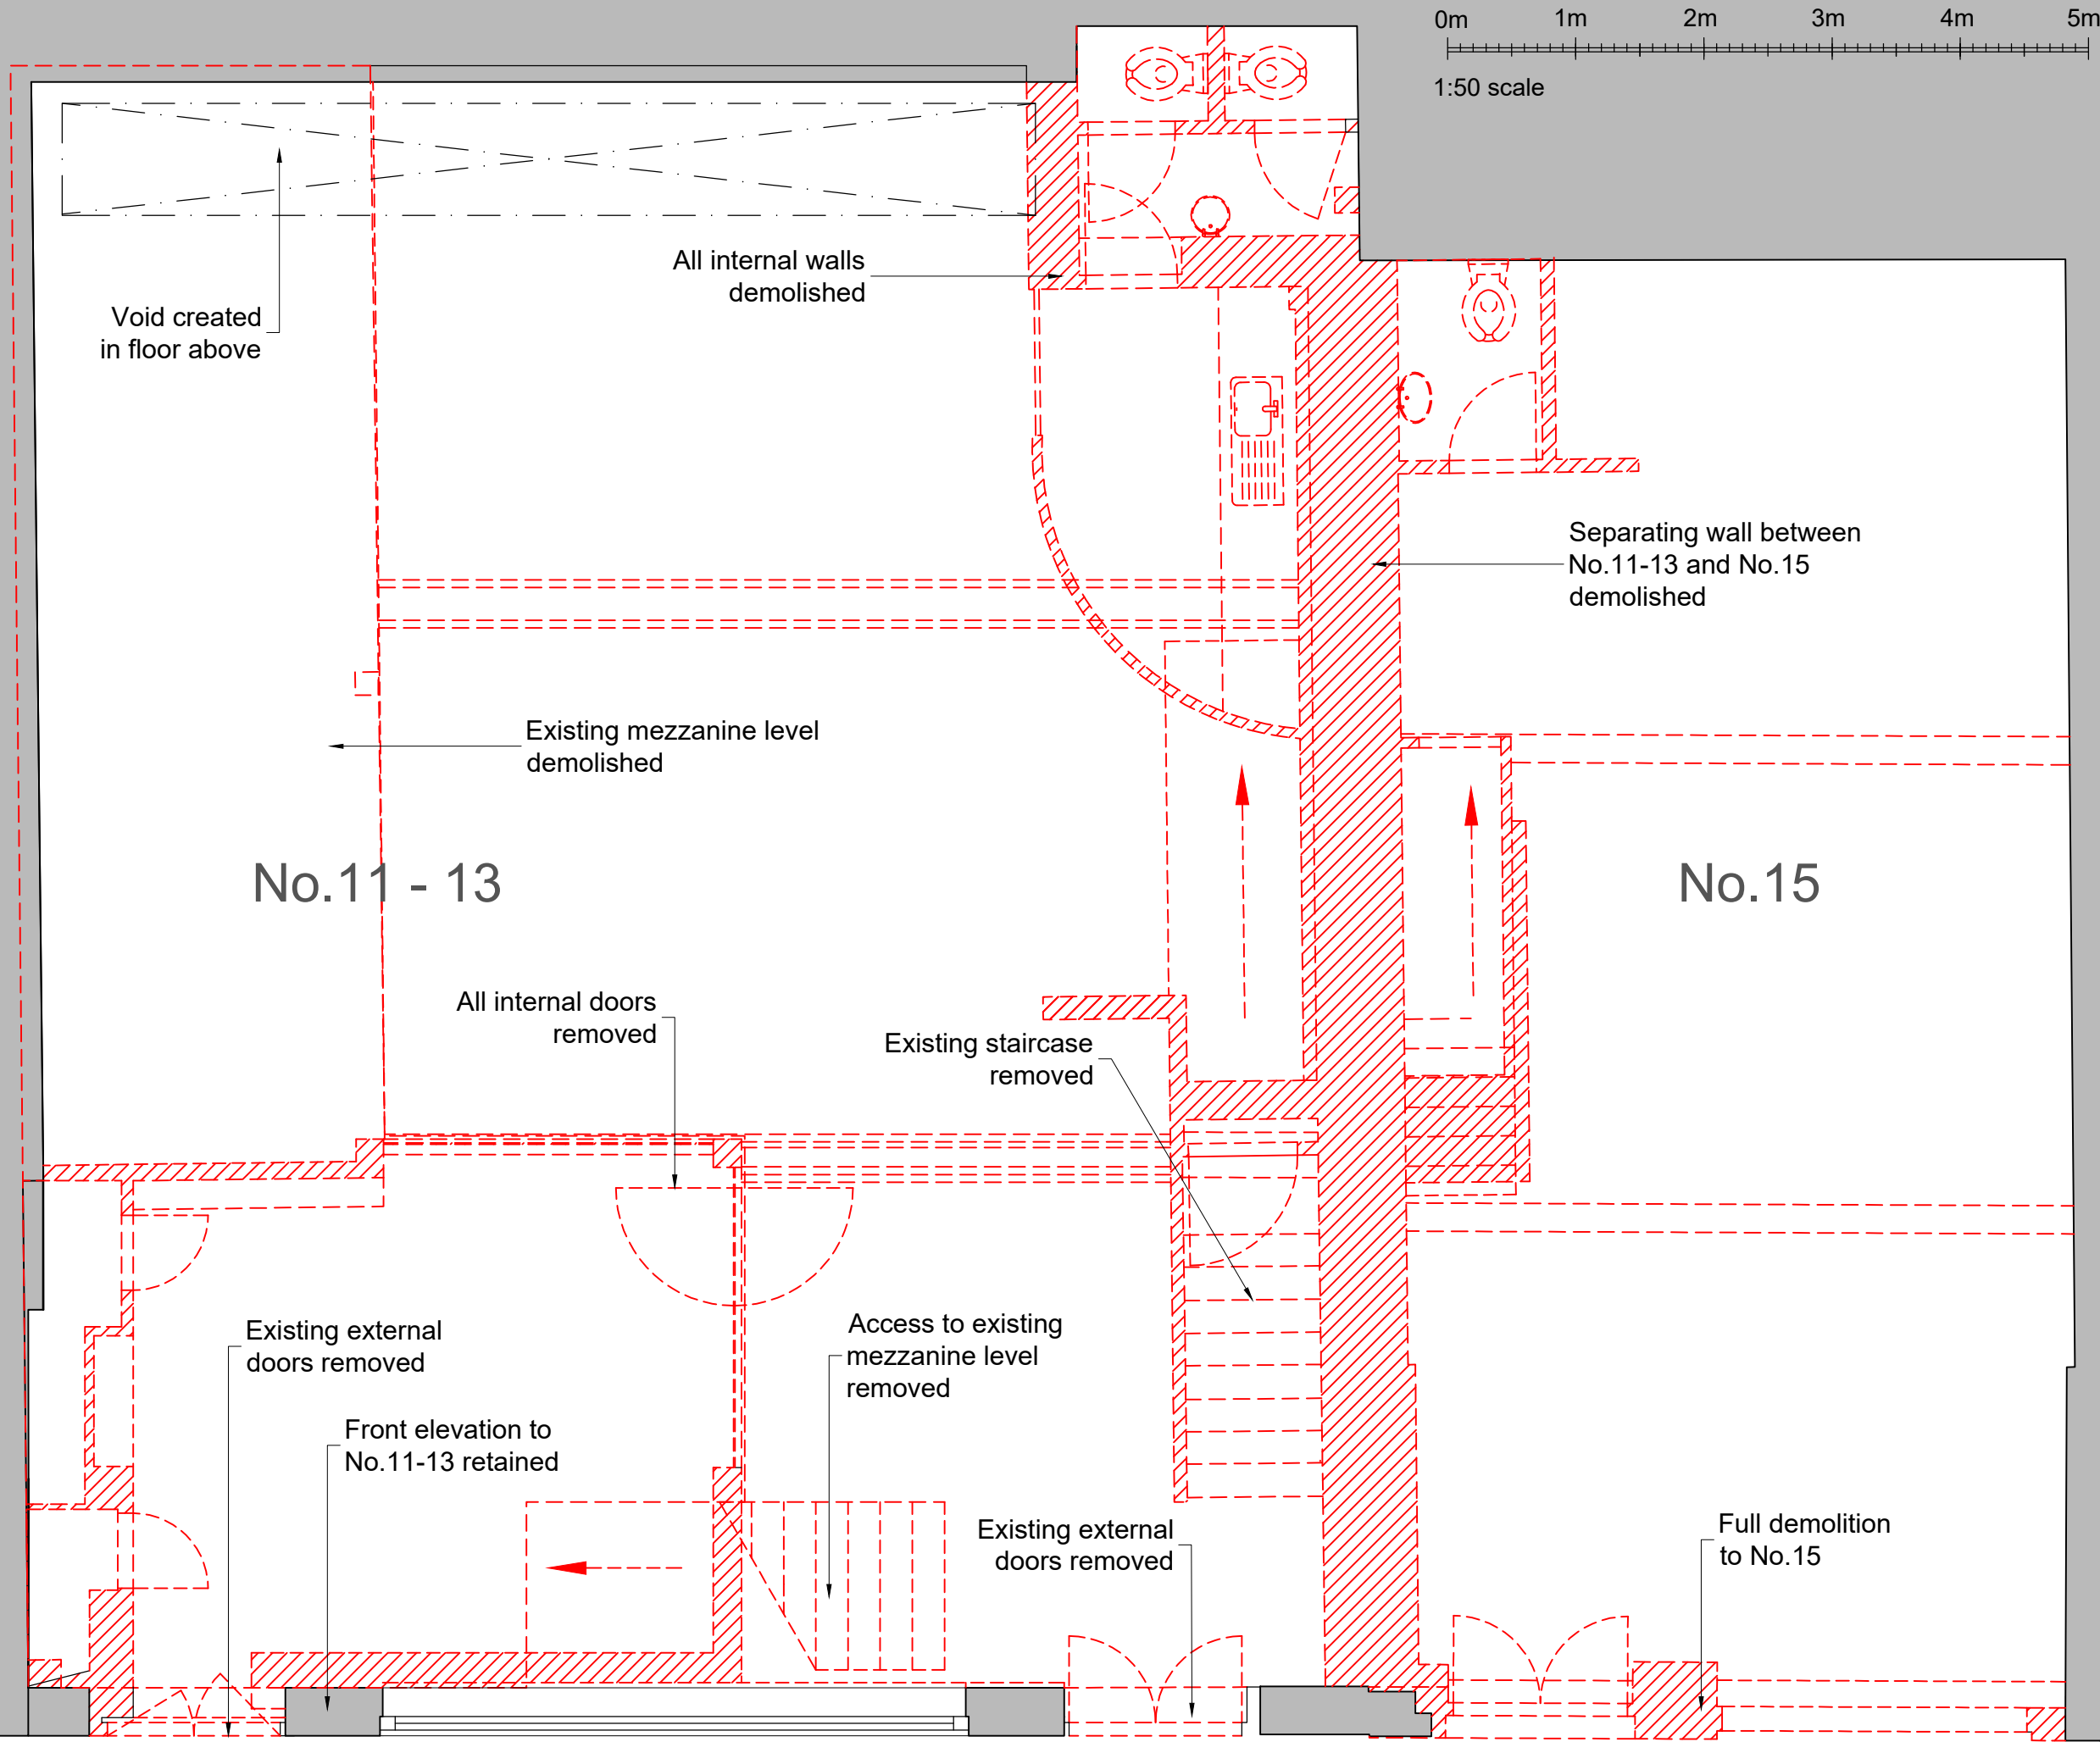 0m 1m 2m 3m 4m 5m
1:50 scale
All internal walls
demolished
Void created
in floor above
Separating wall between
No.11-13 and No.15
demolished
Existing mezzanine level
demolished
No.11 - 13
No.15
All internal doors
removed
Existing staircase
removed
Existing external
doors removed
Access to existing
mezzanine level
removed
Front elevation to
No.11-13 retained
Existing external
doors removed
Full demolition
to No.15